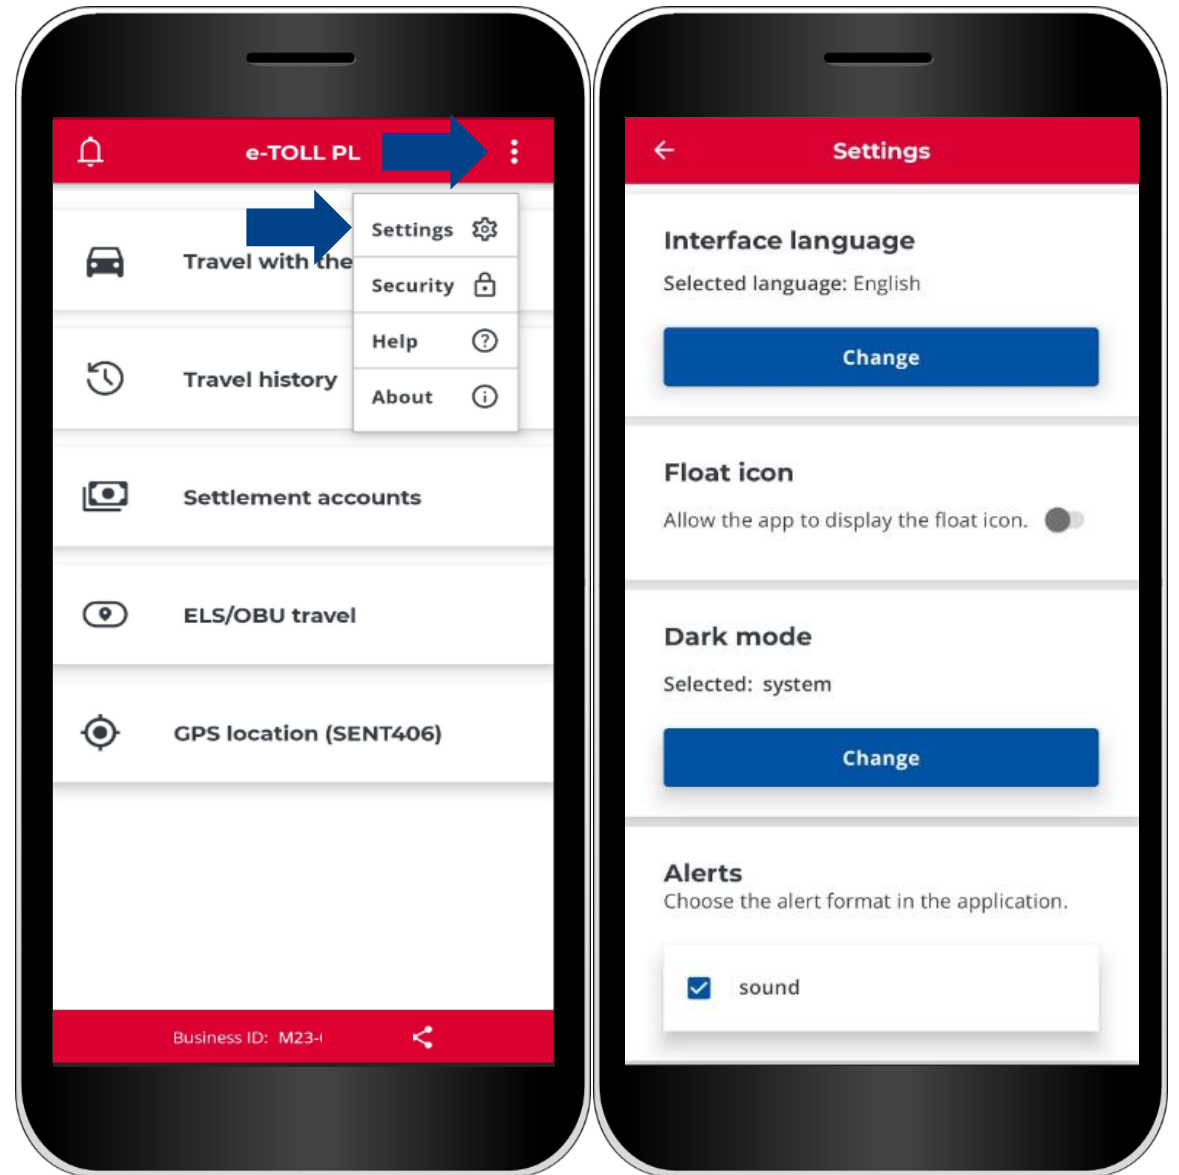 e-TOLL PL
Settings
Security
Help
About
Travel with the
Travel history
Settlement accounts
ELS/OBU travel
GPS location (SENT406)
Business ID: M23-
Settings
Interface language
Selected language: English
Change
Float icon
Allow the app to display the float icon.
Dark mode
Selected: system
Change
Alerts
Choose the alert format in the application.
sound